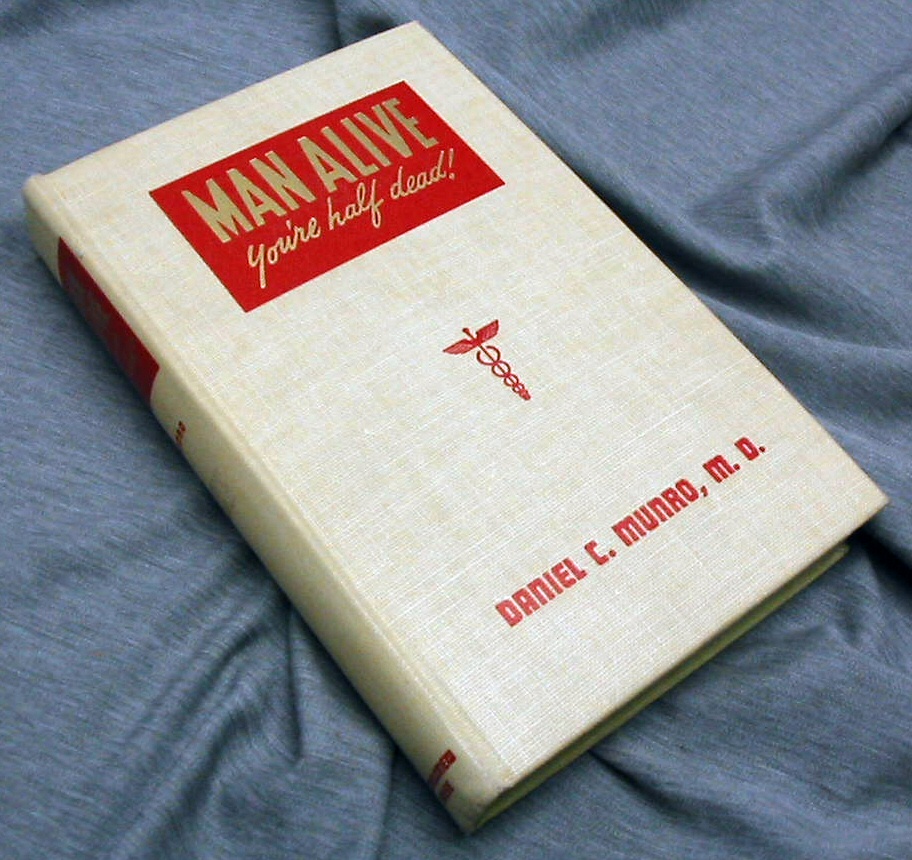 MAN ALIVE
You're half dead!
DANIEL C. MUNRO, M. D.